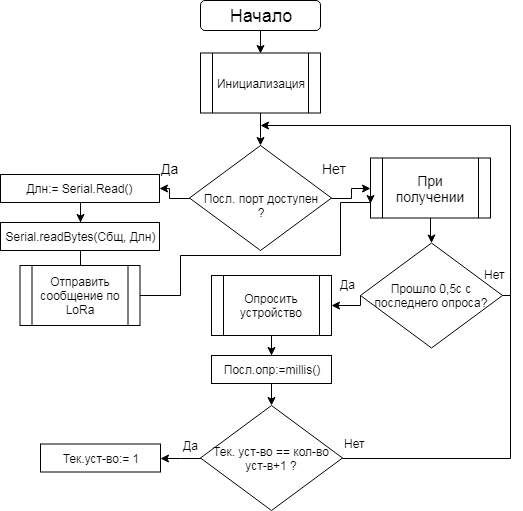 Начало
Инициализация
Да
Нет
Посл. порт доступен
?
Длн:= Serial.Read()
Serial.readBytes(Сбщ, Длн)
Отправить
сообщение по
LoRa
При
получении
Прошло 0,5с с
последнего опроса?
Да
Нет
Опросить
устройство
Посл.опр:=millis()
Тек. уст-во == кол-во
уст-в+1 ?
Да
Нет
Тек.уст-во:= 1